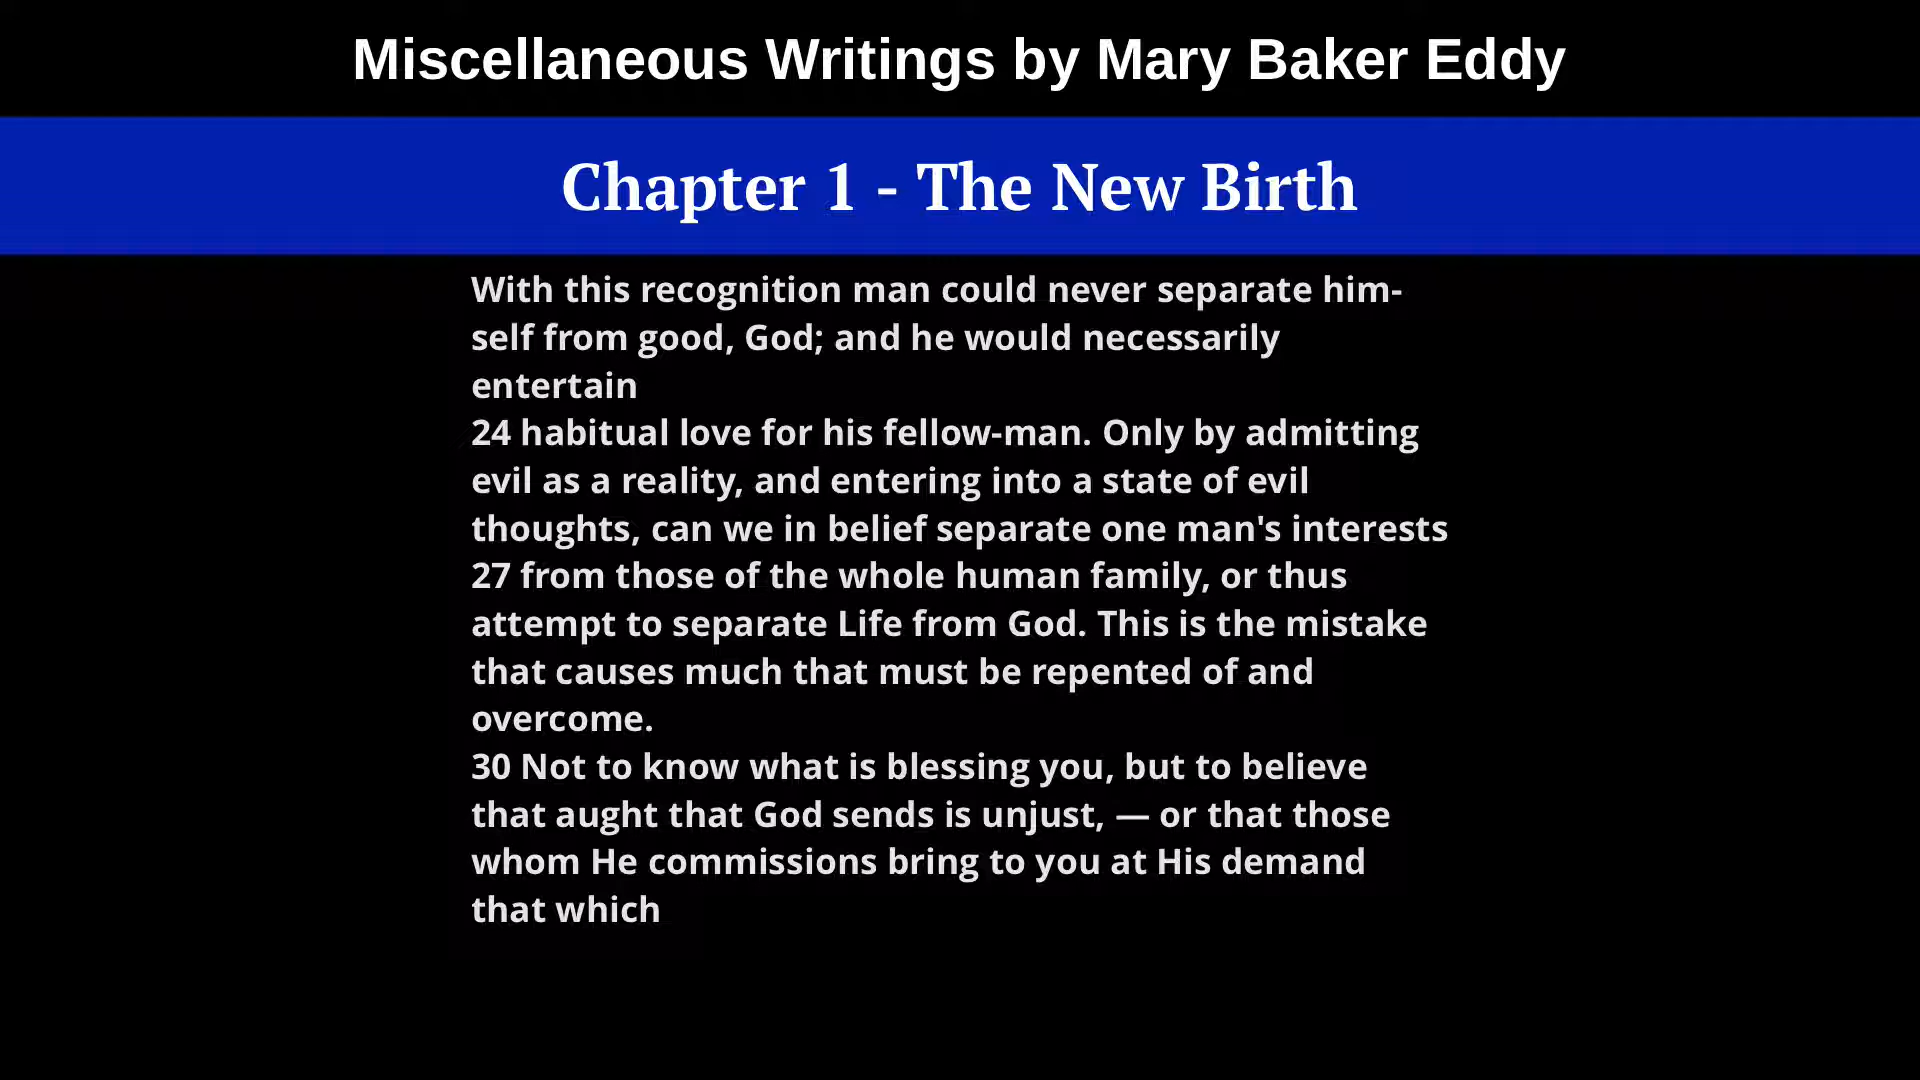 Miscellaneous Writings by Mary Baker Eddy
Chapter 1 - The New Birth
With this recognition man could never separate him-
self from good, God; and he would necessarily
entertain
24 habitual love for his fellow-man. Only by admitting
evil as a reality, and entering into a state of evil
thoughts, can we in belief separate one man's interests
27 from those of the whole human family, or thus
attempt to separate Life from God. This is the mistake
that causes much that must be repented of and
overcome.
30 Not to know what is blessing you, but to believe
that aught that God sends is unjust, — or that those
whom He commissions bring to you at His demand
that which